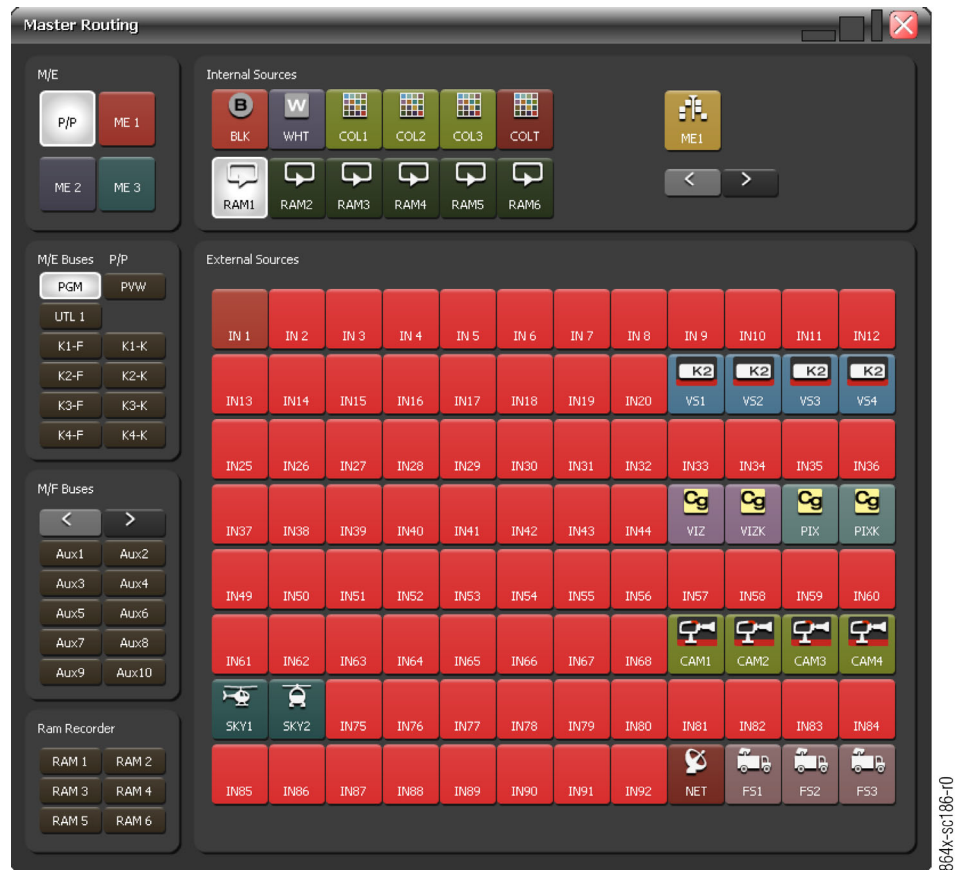 Master Routing
M/E
P/P ME 1
ME 2 ME 3
Internal Sources
B W
BLK WHT COL1 COL2 COL3 COLT ME1
RAM1 RAM2 RAM3 RAM4 RAM5 RAM6 < >
M/E Buses P/P
PGM PVW
UTL 1
K1-F K1-K
K2-F K2-K
K3-F K3-K
K4-F K4-K
M/F Buses
< >
Aux1 Aux2
Aux3 Aux4
Aux5 Aux6
Aux7 Aux8
Aux9 Aux10
Ram Recorder
RAM 1 RAM 2
RAM 3 RAM 4
RAM 5 RAM 6
External Sources
IN 1 IN 2 IN 3 IN 4 IN 5 IN 6 IN 7 IN 8 IN 9 IN10 IN11 IN12
K2 K2 K2 K2
IN13 IN14 IN15 IN16 IN17 IN18 IN19 IN20 VS1 VS2 VS3 VS4
IN25 IN26 IN27 IN28 IN29 IN30 IN31 IN32 IN33 IN34 IN35 IN36
Cg Cg Cg Cg
IN37 IN38 IN39 IN40 IN41 IN42 IN43 IN44 VIZ VIZK PIX PIXK
IN49 IN50 IN51 IN52 IN53 IN54 IN55 IN56 IN57 IN58 IN59 IN60
IN61 IN62 IN63 IN64 IN65 IN66 IN67 IN68 CAM1 CAM2 CAM3 CAM4
SKY1 SKY2 IN75 IN76 IN77 IN78 IN79 IN80 IN81 IN82 IN83 IN84
IN85 IN86 IN87 IN88 IN89 IN90 IN91 IN92 NET FS1 FS2 FS3
864x-sc186-r0